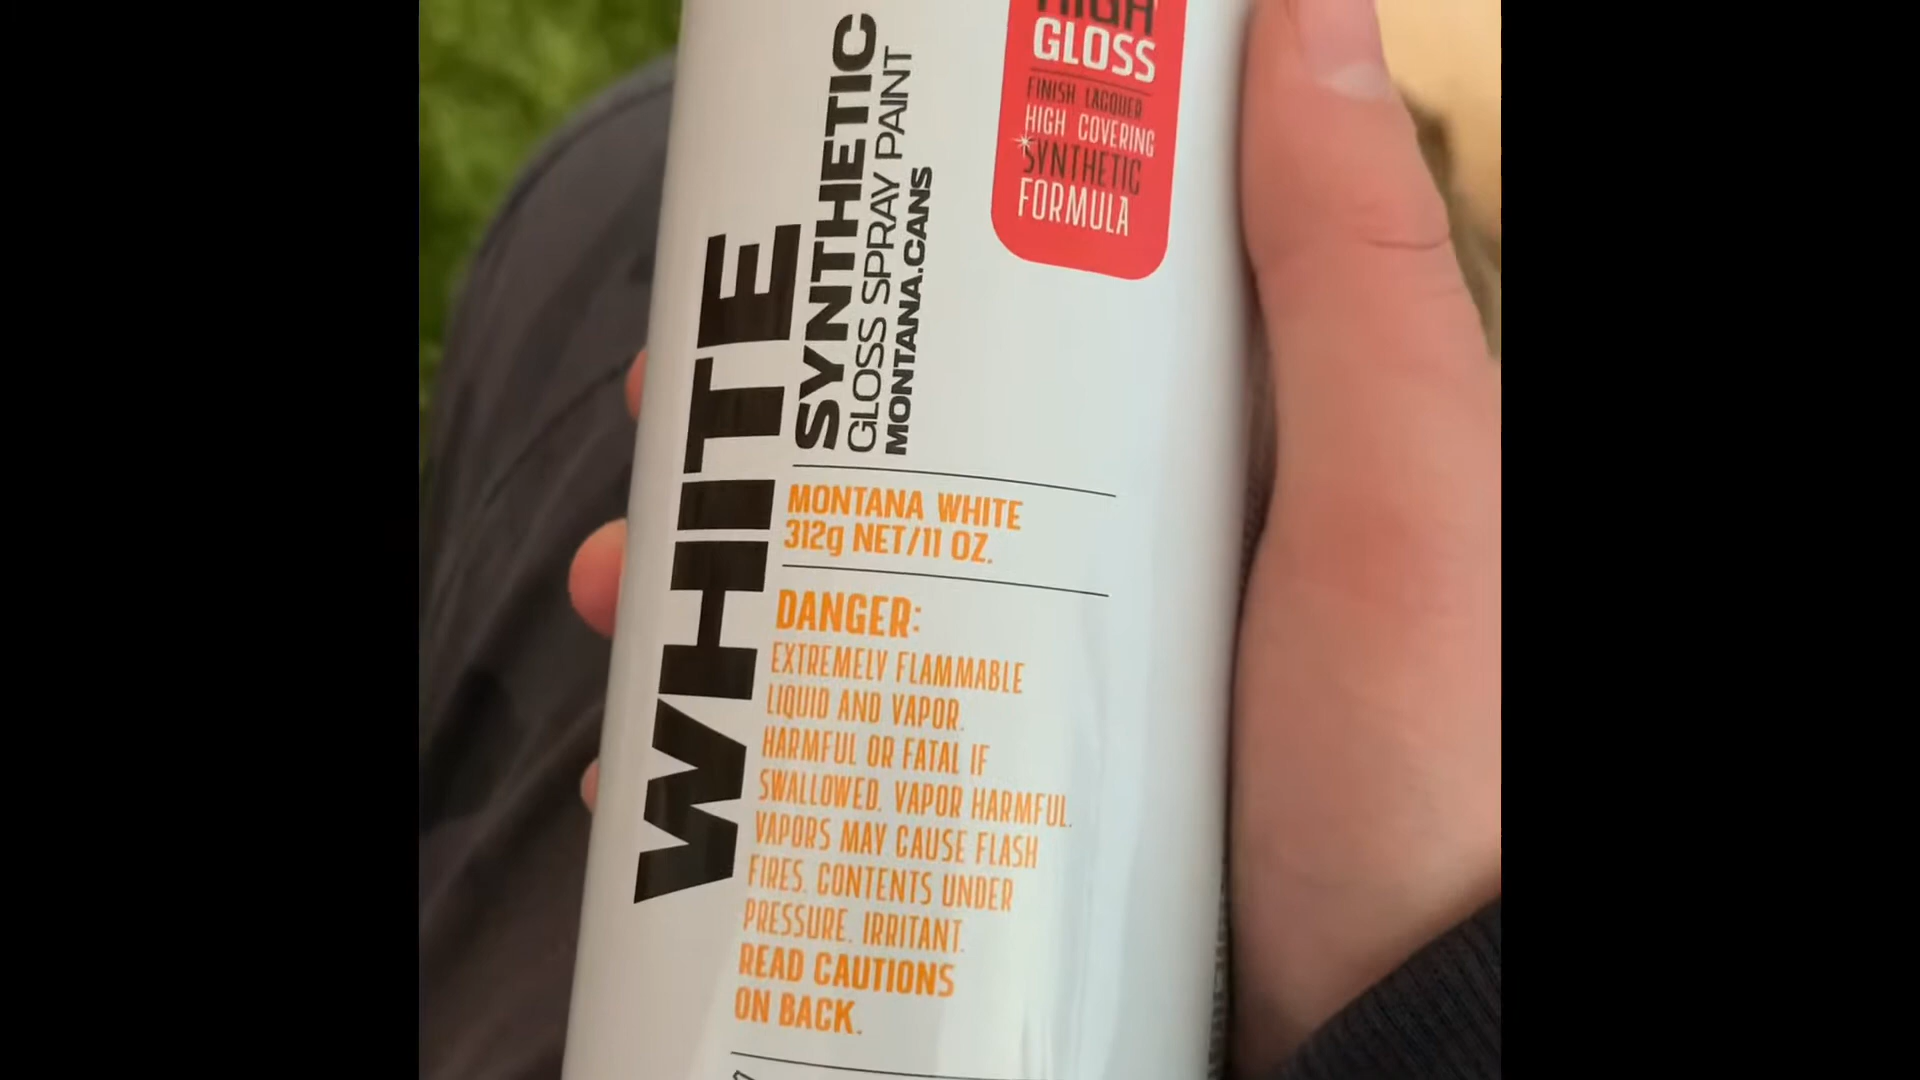 HIGH
GLOSS
FINISH LACQUER
HIGH COVERING
SYNTHETIC
FORMULA
WHITE
SYNTHETIC
GLOSS SPRAY PAINT
MONTANA.CANS
MONTANA WHITE
312g NET/11 OZ.
DANGER:
EXTREMELY FLAMMABLE
LIQUID AND VAPOR.
HARMFUL OR FATAL IF
SWALLOWED. VAPOR HARMFUL.
VAPORS MAY CAUSE FLASH
FIRES. CONTENTS UNDER
PRESSURE. IRRITANT.
READ CAUTIONS
ON BACK.